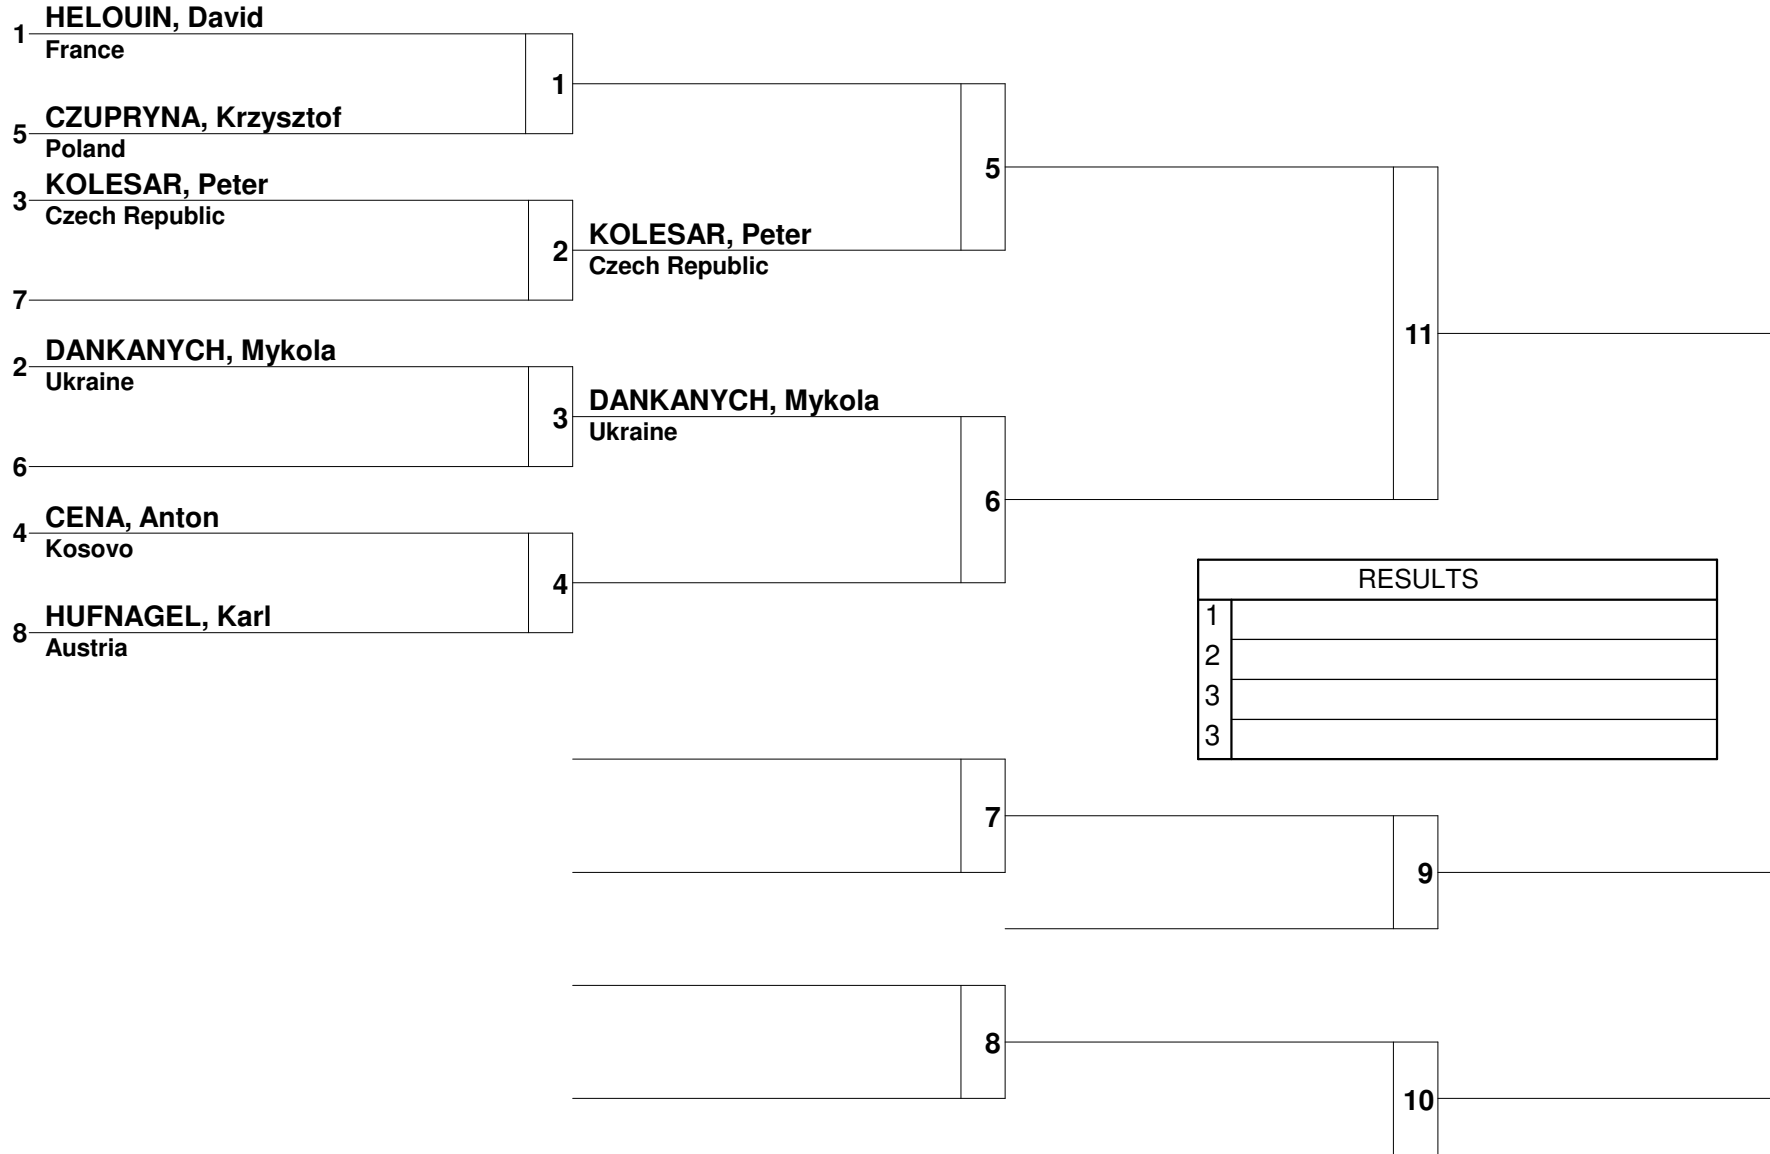 HELOUIN, David
1
France
1
CZUPRYNA, Krzysztof
5
Poland
KOLESAR, Peter
3
Czech Republic
2
KOLESAR, Peter
Czech Republic
7
5
DANKANYCH, Mykola
2
Ukraine
3
DANKANYCH, Mykola
Ukraine
6
CENA, Anton
4
Kosovo
4
HUFNAGEL, Karl
8
Austria
6
11
RESULTS
1
2
3
3
7
9
8
10